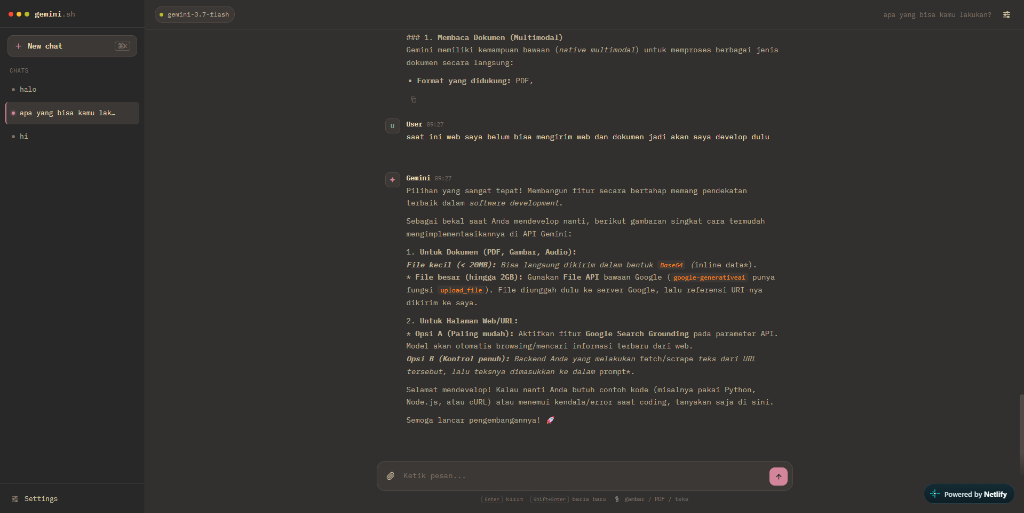 gemini.sh
gemini-3.7-flash
apa yang bisa kamu lakukan?
+ New chat
⌘K
CHATS
halo
apa yang bisa kamu lak…
hi
### 1. Membaca Dokumen (Multimodal)
Gemini memiliki kemampuan bawaan (native multimodal) untuk memproses berbagai jenis
dokumen secara langsung:
• Format yang didukung: PDF,
U
User 09:27
saat ini web saya belum bisa mengirim web dan dokumen jadi akan saya develop dulu
Gemini 09:27
Pilihan yang sangat tepat! Membangun fitur secara bertahap memang pendekatan
terbaik dalam software development.
Sebagai bekal saat Anda mendevelop nanti, berikut gambaran singkat cara termudah
mengimplementasikannya di API Gemini:
1. Untuk Dokumen (PDF, Gambar, Audio):
File kecil (< 20MB): Bisa langsung dikirim dalam bentuk Base64 (inline data*).
* File besar (hingga 2GB): Gunakan File API bawaan Google (google-generativeai punya
fungsi upload_file). File diunggah dulu ke server Google, lalu referensi URI nya
dikirim ke saya.
2. Untuk Halaman Web/URL:
* Opsi A (Paling mudah): Aktifkan fitur Google Search Grounding pada parameter API.
Model akan otomatis browsing/mencari informasi terbaru dari web.
Opsi B (Kontrol penuh): Backend Anda yang melakukan fetch/scrape teks dari URL
tersebut, lalu teksnya dimasukkan ke dalam prompt*.
Selamat mendevelop! Kalau nanti Anda butuh contoh kode (misalnya pakai Python,
Node.js, atau cURL) atau menemui kendala/error saat coding, tanyakan saja di sini.
Semoga lancar pengembangannya! 🚀
Ketik pesan...
Enter kirim Shift+Enter baris baru gambar / PDF / teks
Settings
Powered by Netlify